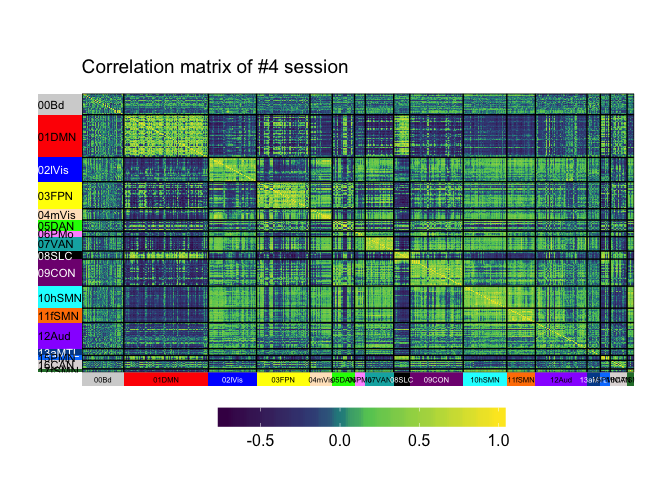 Correlation matrix of #4 session
00Bd
01DMN
02lVis
03FPN
04mVis
05DAN
06PMo
07VAN
08SLC
09CON
10hSMN
11fSMN
12Aud
13aMTL
00Bd 01DMN 02lVis 03FPN 04mVis 05DAN 07VAN 08SLC 09CON 10hSMN 11fSMN 12Aud
-0.5 0.0 0.5 1.0